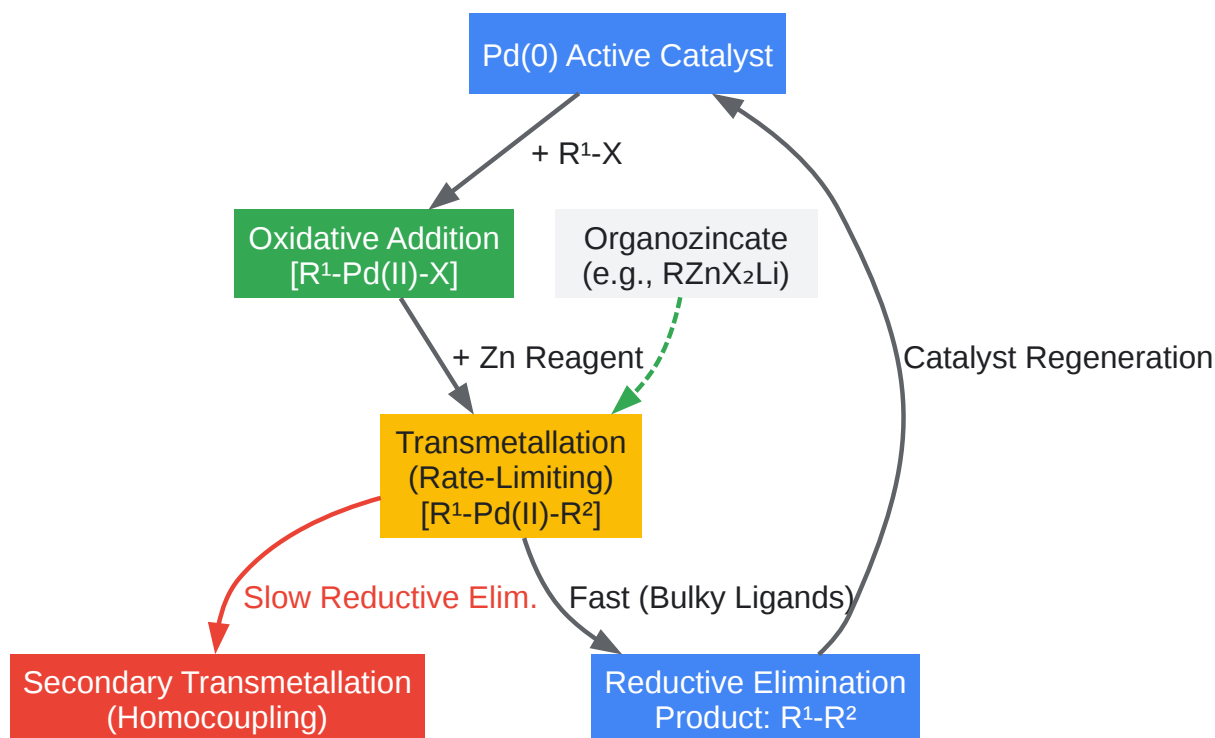 Pd(0) Active Catalyst
+ R¹-X
Oxidative Addition
[R¹-Pd(II)-X]
Organozincate
(e.g., RZnX₂Li)
+ Zn Reagent
Catalyst Regeneration
Transmetallation
(Rate-Limiting)
[R¹-Pd(II)-R²]
Slow Reductive Elim.
Fast (Bulky Ligands)
Secondary Transmetallation
(Homocoupling)
Reductive Elimination
Product: R¹-R²